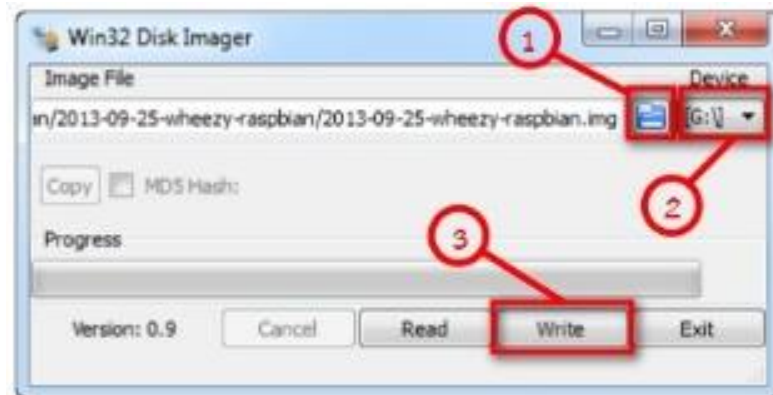 Win32 Disk Imager
1
Image File
Device
an/2013-09-25-wheezy-raspbian/2013-09-25-wheezy-raspbian.img
[G:\]
Copy
MD5 Hash:
2
Progress
3
Version: 0.9
Cancel
Read
Write
Exit